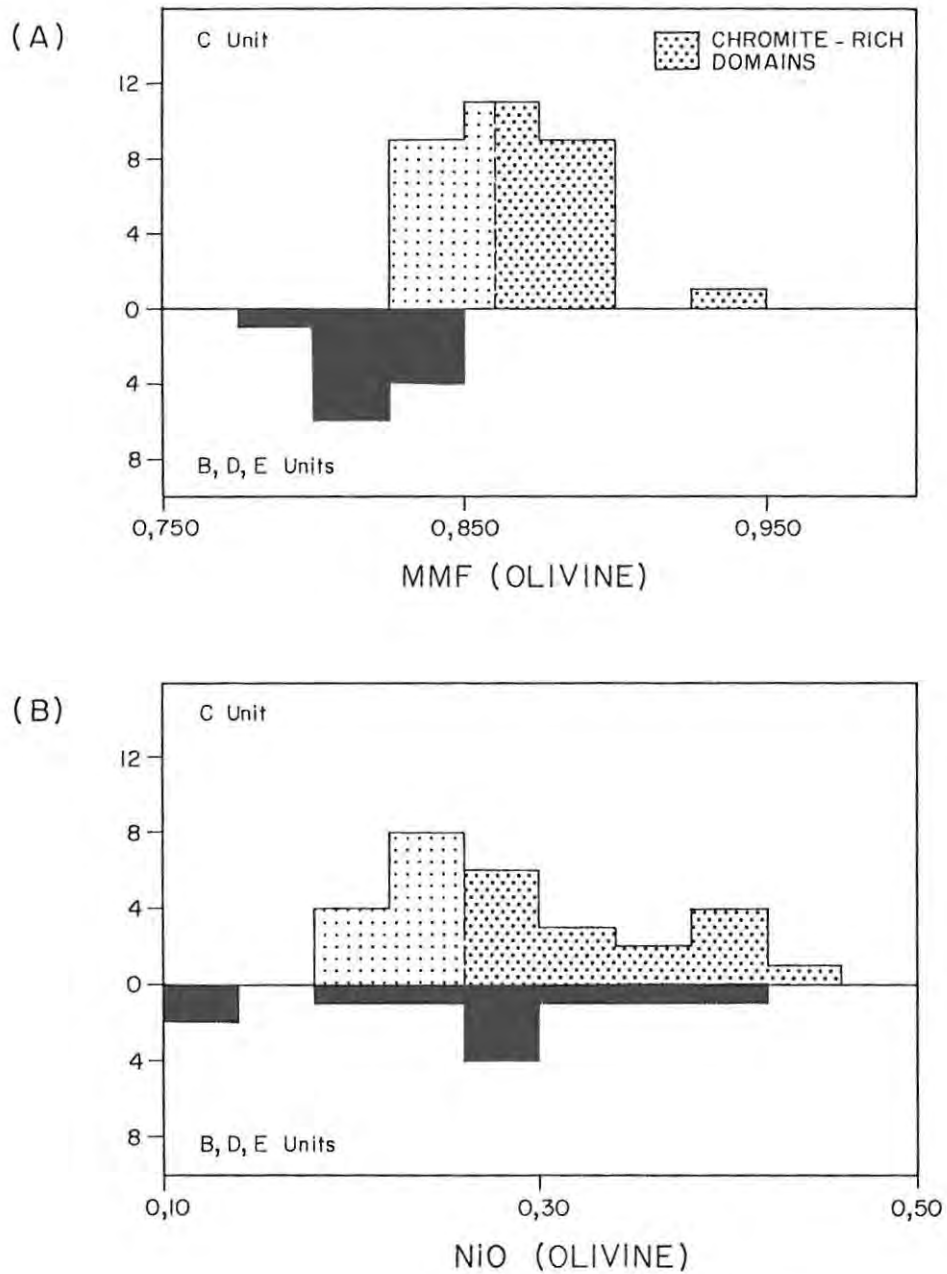 (A)
C Unit
CHROMITE - RICH
DOMAINS
12
8
4
0
4
8
B, D, E Units
0,750
0,850
0,950
MMF (OLIVINE)
(B)
C Unit
12
8
4
0
4
8
B, D, E Units
0,10
0,30
0,50
NiO (OLIVINE)